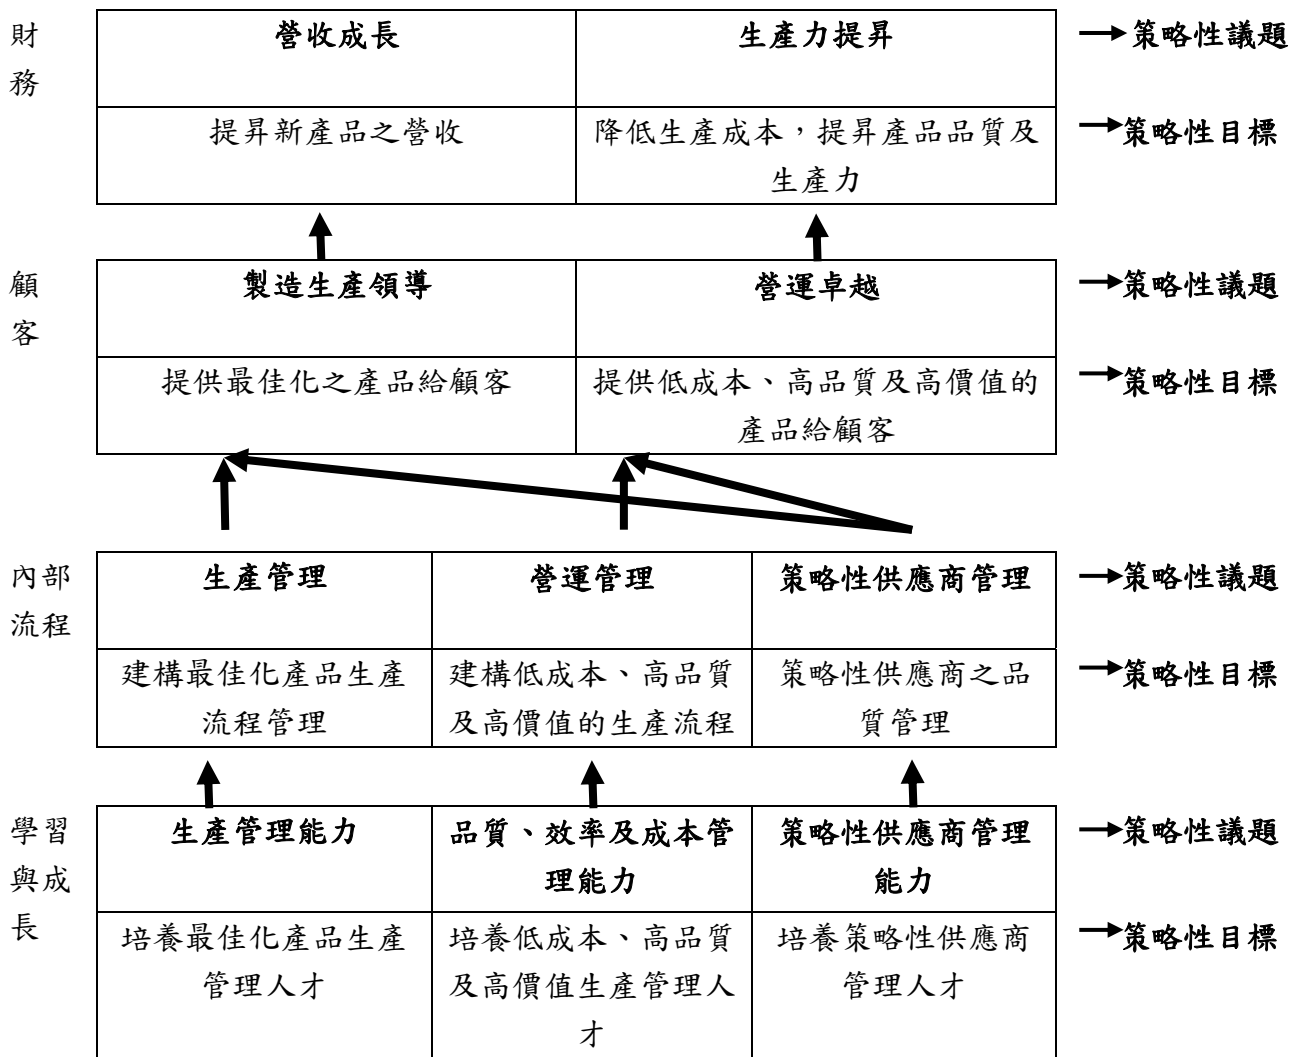 財
務
營收成長
生產力提昇
策略性議題
提昇新產品之營收
降低生產成本，提昇產品品質及
生產力
策略性目標
顧
客
製造生產領導
營運卓越
策略性議題
提供最佳化之產品給顧客
提供低成本、高品質及高價值的
產品給顧客
策略性目標
內部
流程
生產管理
營運管理
策略性供應商管理
策略性議題
建構最佳化產品生產
流程管理
建構低成本、高品質
及高價值的生產流程
策略性供應商之品
質管理
策略性目標
學習
與成
長
生產管理能力
品質、效率及成本管
理能力
策略性供應商管理
能力
策略性議題
培養最佳化產品生產
管理人才
培養低成本、高品質
及高價值生產管理人
才
培養策略性供應商
管理人才
策略性目標